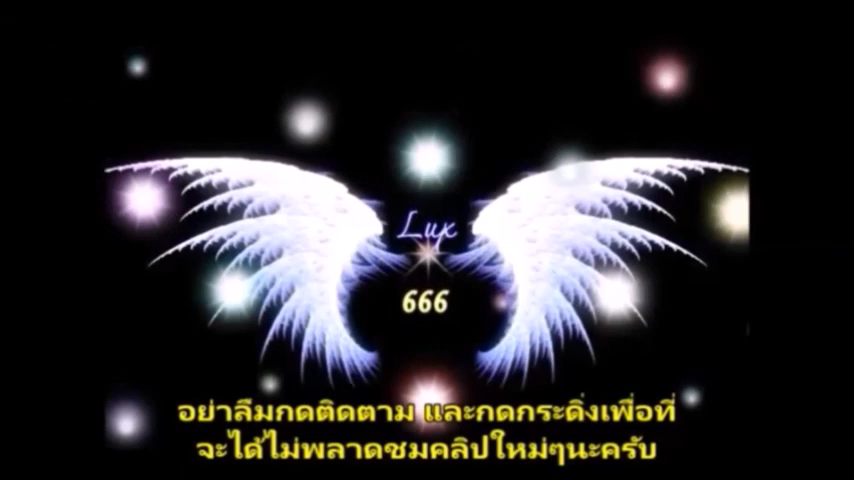 Lux
666
อย่าลืมกดติดตาม และกดกระดิ่งเพื่อที่
จะได้ไม่พลาดชมคลิปใหม่ๆนะครับ